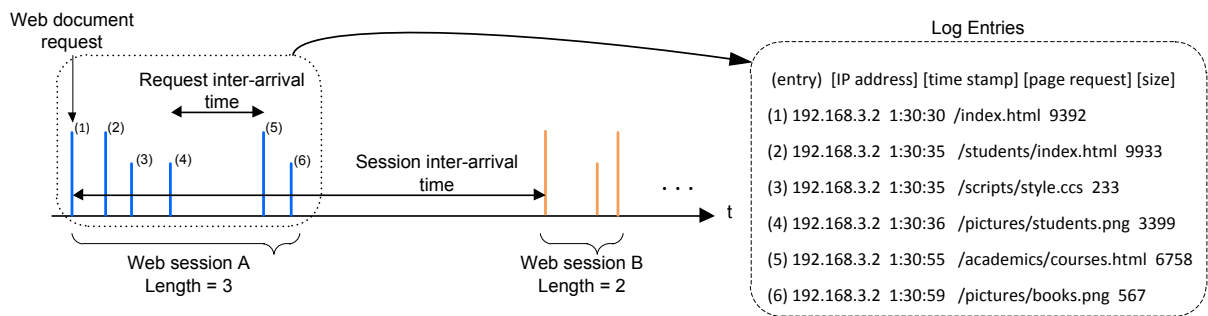 Web document
request
Request inter-arrival
time
(1)
(2)
(3)
(4)
(5)
(6)
Session inter-arrival
time
. . .
t
Web session A
Length = 3
Web session B
Length = 2
Log Entries
(entry) [IP address] [time stamp] [page request] [size]
(1) 192.168.3.2 1:30:30 /index.html 9392
(2) 192.168.3.2 1:30:35 /students/index.html 9933
(3) 192.168.3.2 1:30:35 /scripts/style.ccs 233
(4) 192.168.3.2 1:30:36 /pictures/students.png 3399
(5) 192.168.3.2 1:30:55 /academics/courses.html 6758
(6) 192.168.3.2 1:30:59 /pictures/books.png 567